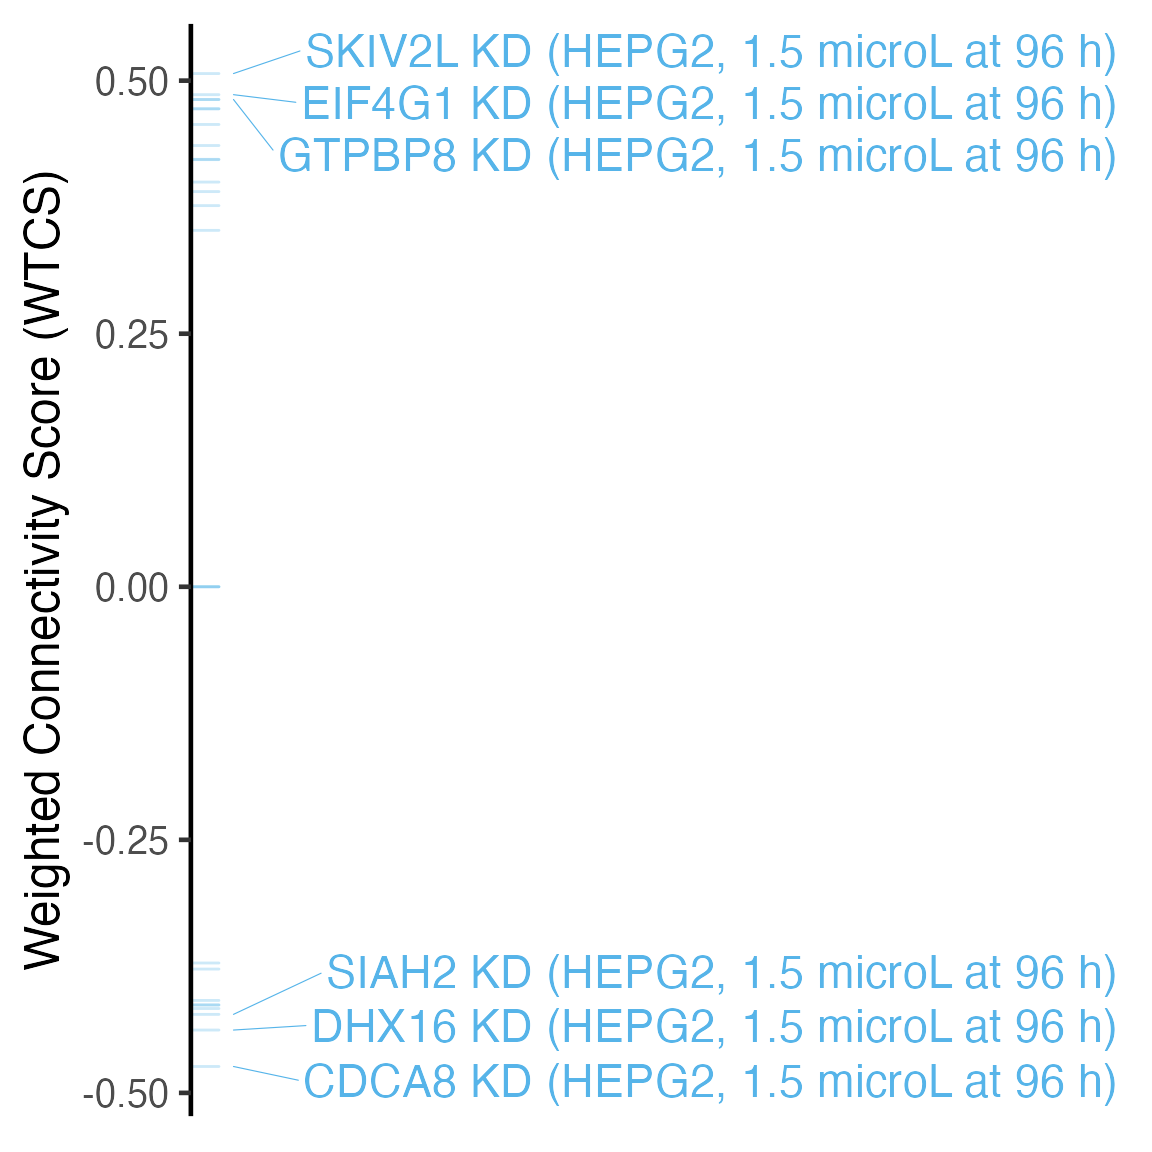 Weighted Connectivity Score (WTCS)
0.50
0.25
0.00
-0.25
-0.50
SKIV2L KD (HEPG2, 1.5 microL at 96 h)
EIF4G1 KD (HEPG2, 1.5 microL at 96 h)
GTPBP8 KD (HEPG2, 1.5 microL at 96 h)
SIAH2 KD (HEPG2, 1.5 microL at 96 h)
DHX16 KD (HEPG2, 1.5 microL at 96 h)
CDCA8 KD (HEPG2, 1.5 microL at 96 h)